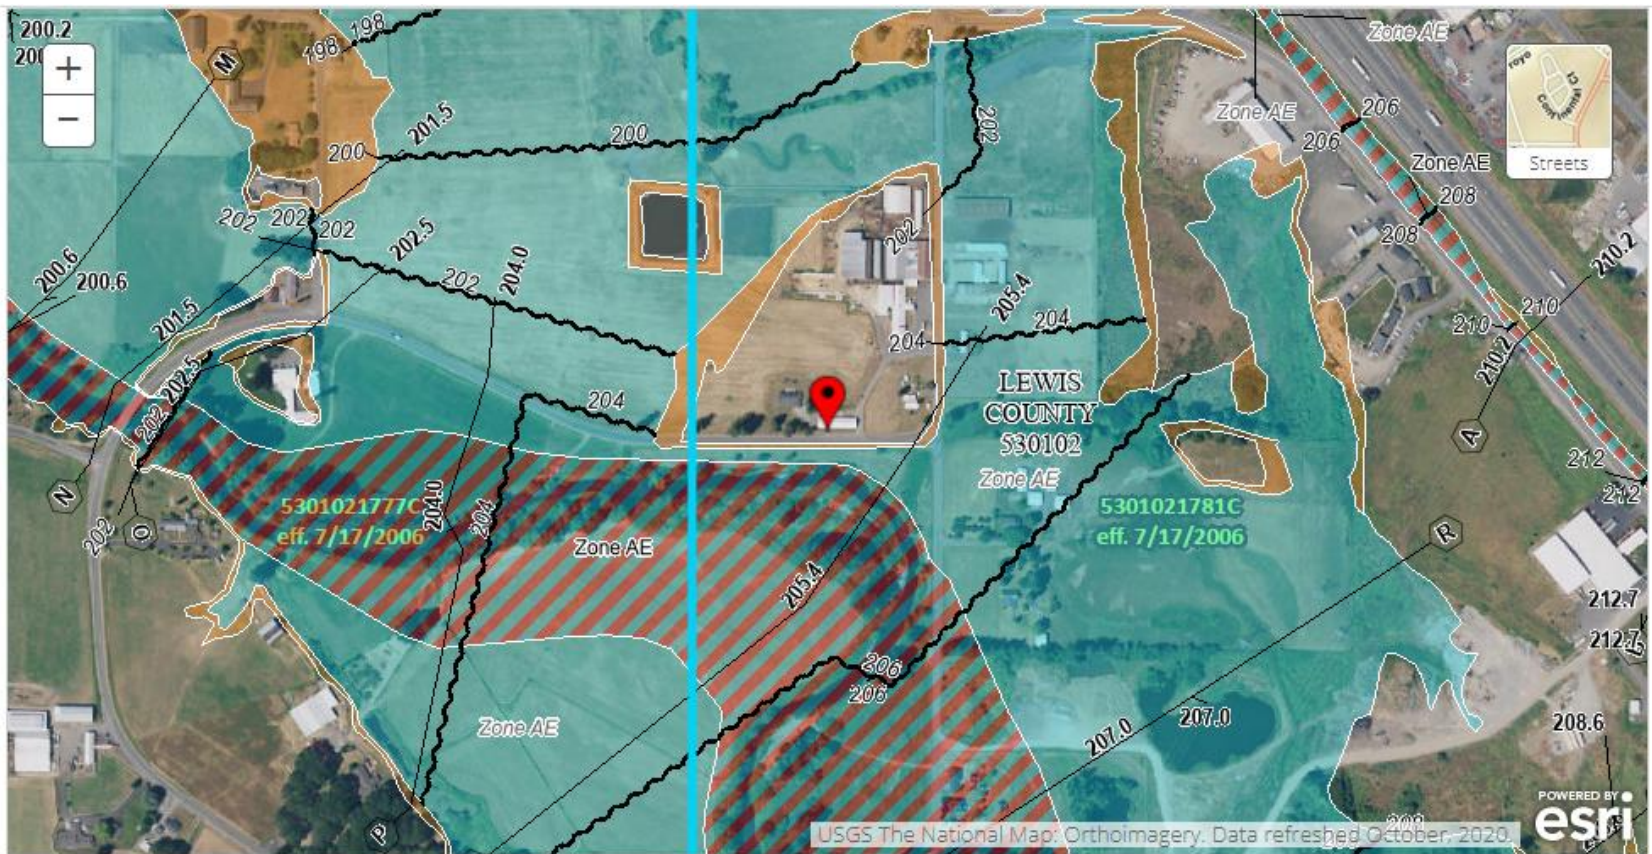 200.2
198
198
M
Zone AE
royo
Continental Ct
Streets
201.5
200
200
202
Zone AE
206
206
Zone AE
208
208
202
202
202
202.5
202
204.0
202
205.4
204
204
210.2
210
210
210.2
200.6
200.6
201.5
202.5
202
204
LEWIS
COUNTY
530102
Zone AE
A
212
212
N
O
202
5301021777C
eff. 7/17/2006
204.0
204
Zone AE
5301021781C
eff. 7/17/2006
R
205.4
206
206
212.7
212.7
Zone AE
207.0
207.0
208.6
P
208
POWERED BY
esri
USGS The National Map: Orthoimagery. Data refreshed October, 2020.